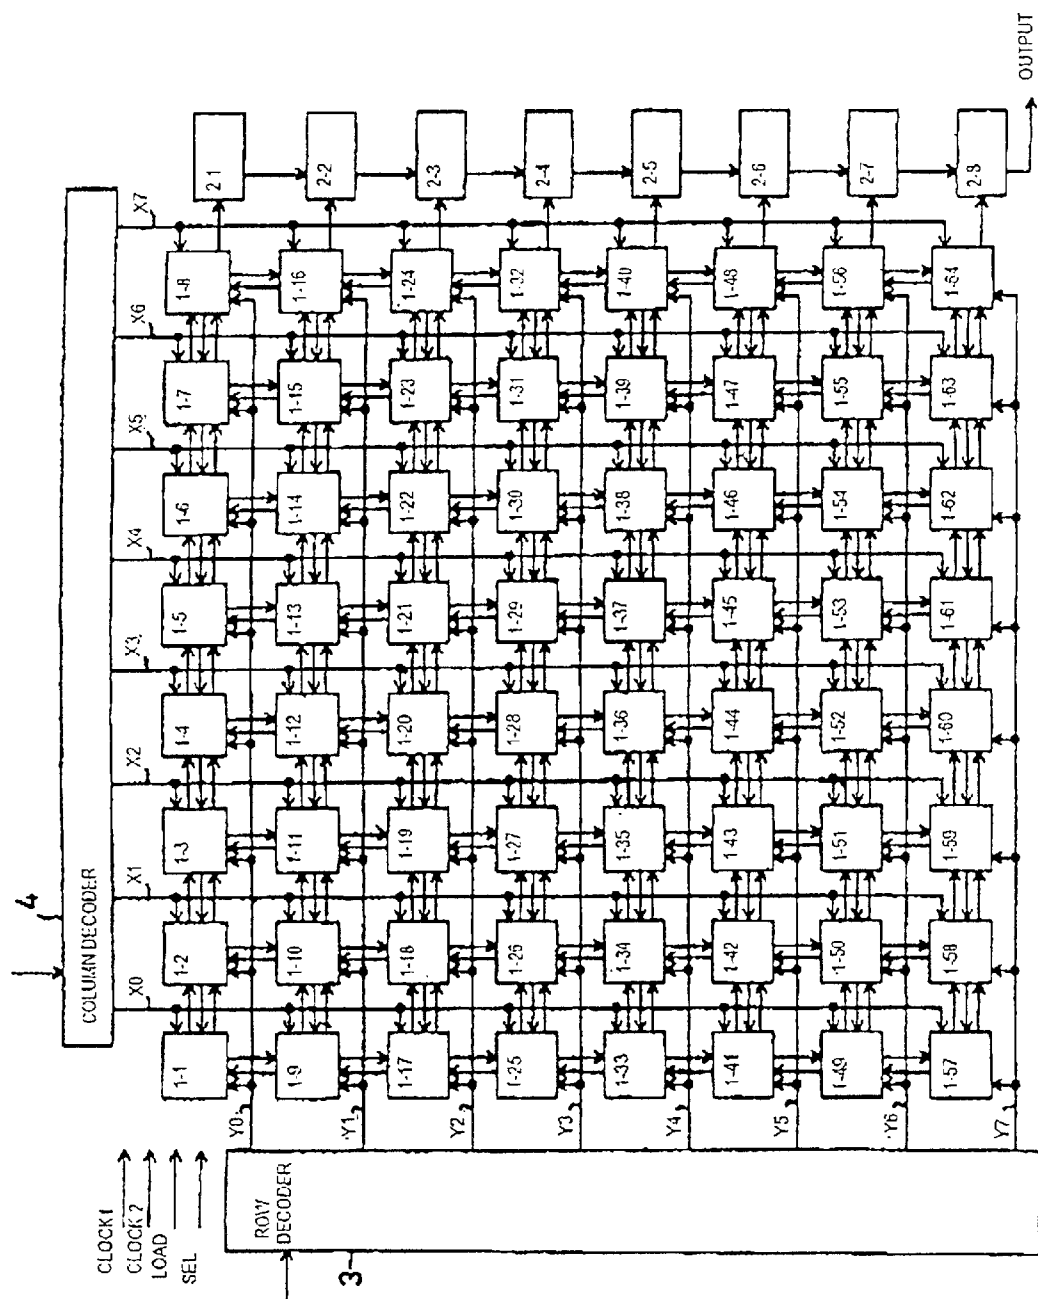 CLOCK1
CLOCK 2
LOAD
SEL
4
COLUMN DECODER
X0 X1 X2 X3 X4 X5 X6 X7
1-1 1-2 1-3 1-4 1-5 1-6 1-7 1-8 2-1
Y0
1-9 1-10 1-11 1-12 1-13 1-14 1-15 1-16 2-2
Y1
1-17 1-18 1-19 1-20 1-21 1-22 1-23 1-24 2-3
Y2
1-25 1-26 1-27 1-28 1-29 1-30 1-31 1-32 2-4
Y3
1-33 1-34 1-35 1-36 1-37 1-38 1-39 1-40 2-5
Y4
1-41 1-42 1-43 1-44 1-45 1-46 1-47 1-48 2-6
Y5
1-49 1-50 1-51 1-52 1-53 1-54 1-55 1-56 2-7
Y6
1-57 1-58 1-59 1-60 1-61 1-62 1-63 1-64 2-8
Y7
ROW
DECODER
3
OUTPUT